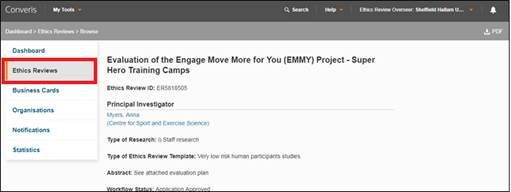 Converis My Tools Search Help Ethics Review Overseer: Sheffield Hallam U...
Dashboard > Ethics Reviews > Browse PDF
Dashboard
Ethics Reviews
Business Cards
Organisations
Notifications
Statistics
Evaluation of the Engage Move More for You (EMMY) Project - Super
Hero Training Camps
Ethics Review ID: ER5818505
Principal Investigator
Myers, Anna
(Centre for Sport and Exercise Science)
Type of Research: i) Staff research
Type of Ethics Review Template: Very low risk human participants studies
Abstract: See attached evaluation plan
Workflow Status: Application Approved